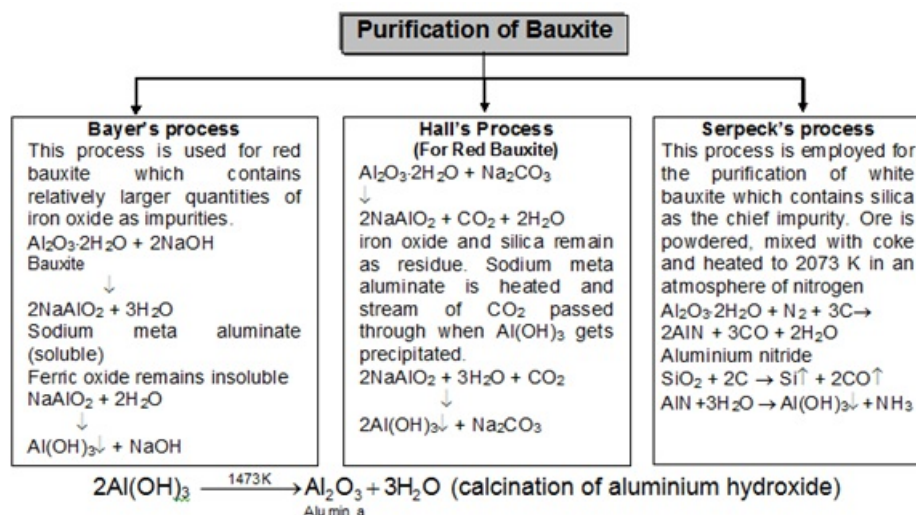 Purification of Bauxite
Bayer's process
This process is used for red
bauxite which contains
relatively larger quantities of
iron oxide as impurities.
Al₂O₃·2H₂O + 2NaOH
Bauxite
↓
2NaAlO₂ + 3H₂O
Sodium meta aluminate
(soluble)
Ferric oxide remains insoluble
NaAlO₂ + 2H₂O
↓
Al(OH)₃↓ + NaOH
Hall's Process
(For Red Bauxite)
Al₂O₃·2H₂O + Na₂CO₃
↓
2NaAlO₂ + CO₂ + 2H₂O
iron oxide and silica remain
as residue. Sodium meta
aluminate is heated and
stream of CO₂ passed
through when Al(OH)₃ gets
precipitated.
2NaAlO₂ + 3H₂O + CO₂
↓
2Al(OH)₃↓ + Na₂CO₃
Serpeck's process
This process is employed for
the purification of white
bauxite which contains silica
as the chief impurity. Ore is
powdered, mixed with coke
and heated to 2073 K in an
atmosphere of nitrogen
Al₂O₃·2H₂O + N₂ + 3C→
2AlN + 3CO + 2H₂O
Aluminium nitride
SiO₂ + 2C → Si↑ + 2CO↑
AlN +3H₂O → Al(OH)₃↓ + NH₃
2Al(OH)₃ —1473K→ Al₂O₃ + 3H₂O (calcination of aluminium hydroxide)
Alumin a